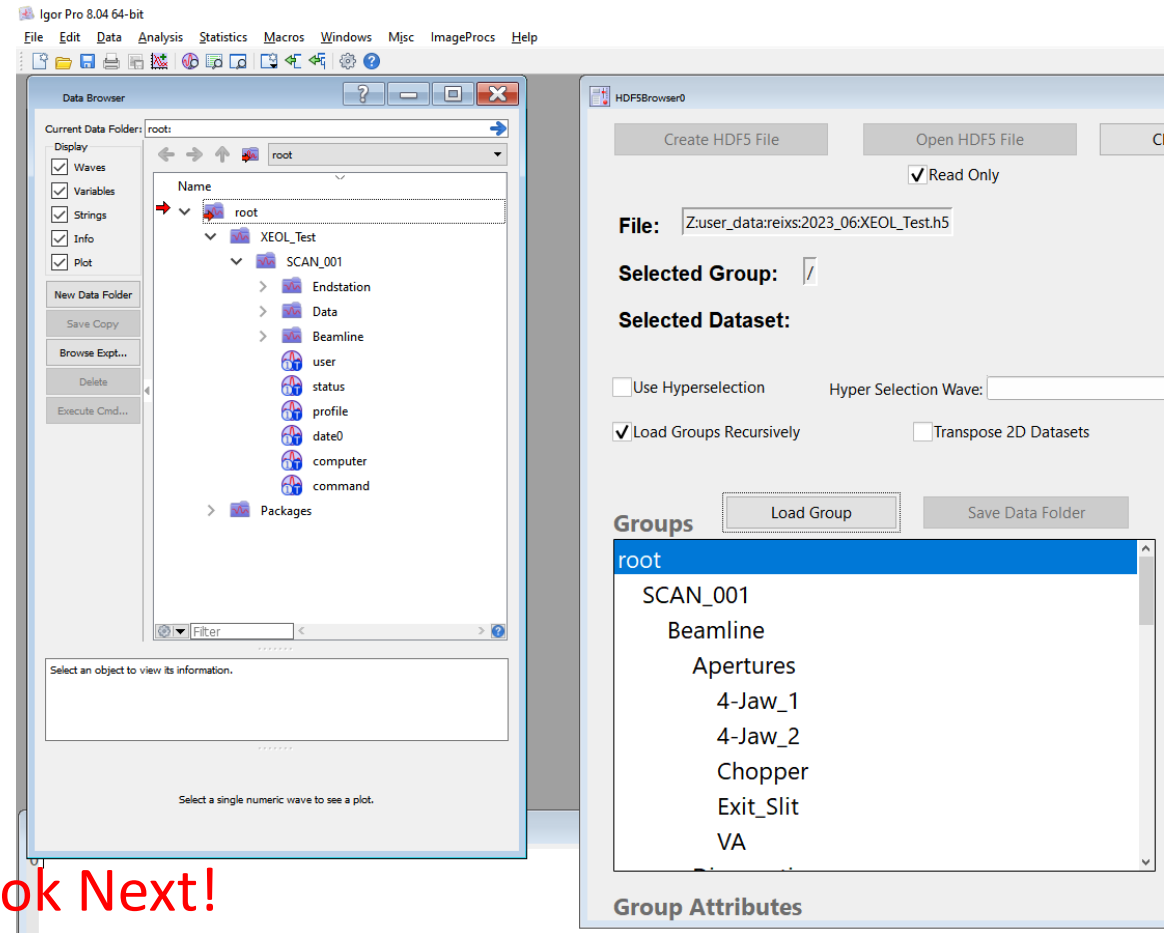 Igor Pro 8.04 64-bit
File Edit Data Analysis Statistics Macros Windows Misc ImageProcs Help
Data Browser
Current Data Folder: root:
Display
Waves
Variables
Strings
Info
Plot
New Data Folder
Save Copy
Browse Expt...
Delete
Execute Cmd...
root
Name
root
XEOL_Test
SCAN_001
Endstation
Data
Beamline
user
status
profile
date0
computer
command
Packages
Filter
Select an object to view its information.
Select a single numeric wave to see a plot.
ok Next!
HDF5Browser0
Create HDF5 File
Open HDF5 File
Read Only
File: Z:user_data:reixs:2023_06:XEOL_Test.h5
Selected Group: /
Selected Dataset:
Use Hyperselection
Hyper Selection Wave:
Load Groups Recursively
Transpose 2D Datasets
Groups
Load Group
Save Data Folder
root
SCAN_001
Beamline
Apertures
4-Jaw_1
4-Jaw_2
Chopper
Exit_Slit
VA
Group Attributes